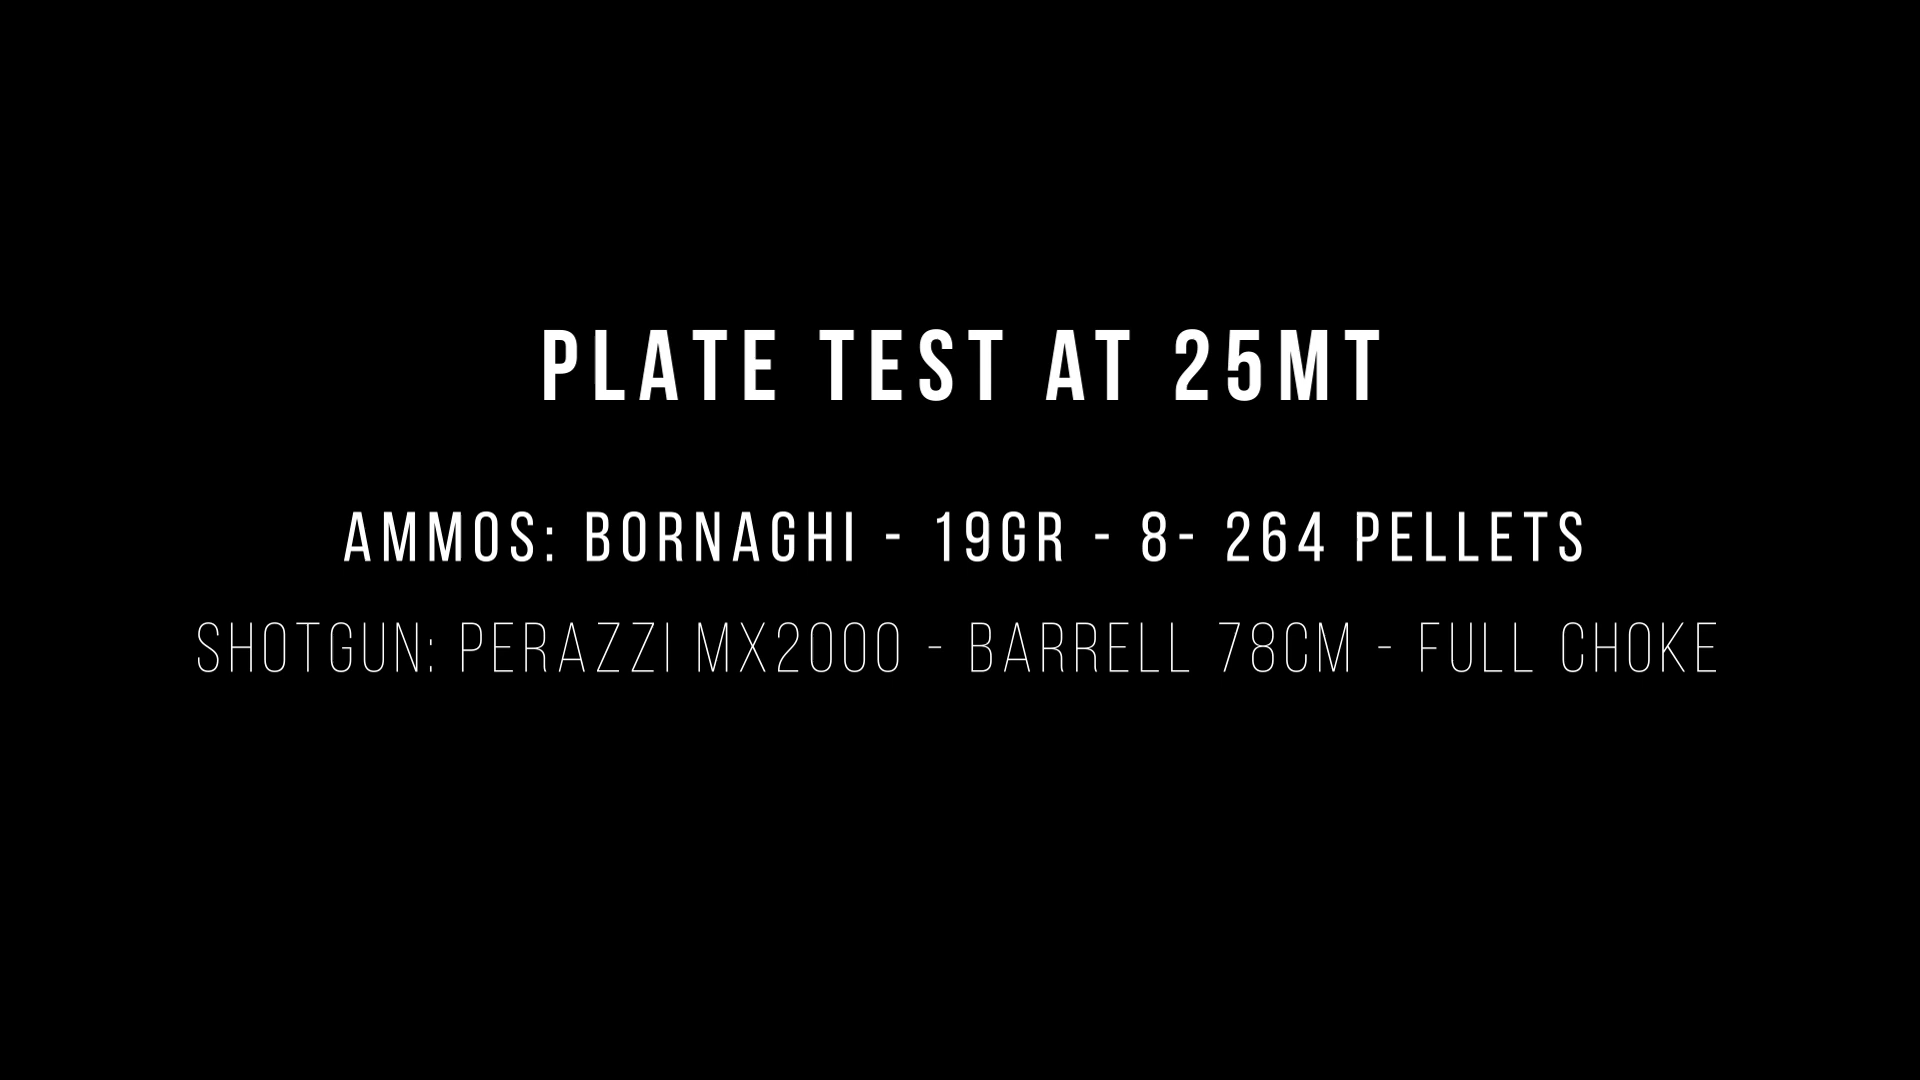 PLATE TEST AT 25MT
AMMOS: BORNAGHI - 19GR - 8- 264 PELLETS
SHOTGUN: PERAZZI MX2000 - BARRELL 78CM - FULL CHOKE